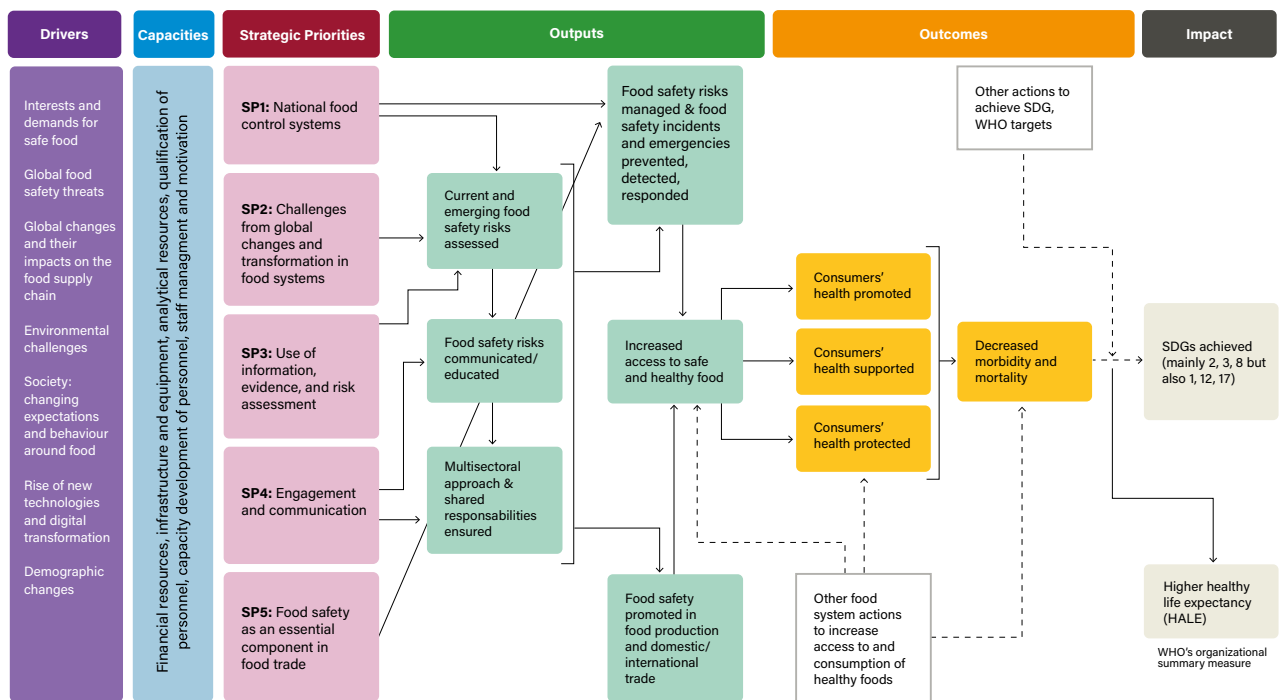 Drivers
Capacities
Strategic Priorities
Outputs
Outcomes
Impact
Interests and
demands for
safe food
Global food
safety threats
Global changes
and their
impacts on the
food supply
chain
Environmental
challenges
Society:
changing
expectations
and behaviour
around food
Rise of new
technologies
and digital
transformation
Demographic
changes
Financial resources, infrastructure and equipment, analytical resources, qualification of
personnel, capacity development of personnel, staff managment and motivation
SP1: National food
control systems
SP2: Challenges
from global
changes and
transformation in
food systems
SP3: Use of
information,
evidence, and risk
assessment
SP4: Engagement
and communication
SP5: Food safety
as an essential
component in
food trade
Current and
emerging food
safety risks
assessed
Food safety risks
communicated/
educated
Multisectoral
approach &
shared
responsabilities
ensured
Food safety risks
managed & food
safety incidents
and emergencies
prevented,
detected,
responded
Increased
access to safe
and healthy food
Food safety
promoted in
food production
and domestic/
international
trade
Consumers'
health promoted
Consumers'
health supported
Consumers'
health protected
Other food
system actions
to increase
access to and
consumption of
healthy foods
Other actions to
achieve SDG,
WHO targets
Decreased
morbidity and
mortality
SDGs achieved
(mainly 2, 3, 8 but
also 1, 12, 17)
Higher healthy
life expectancy
(HALE)
WHO's organizational
summary measure